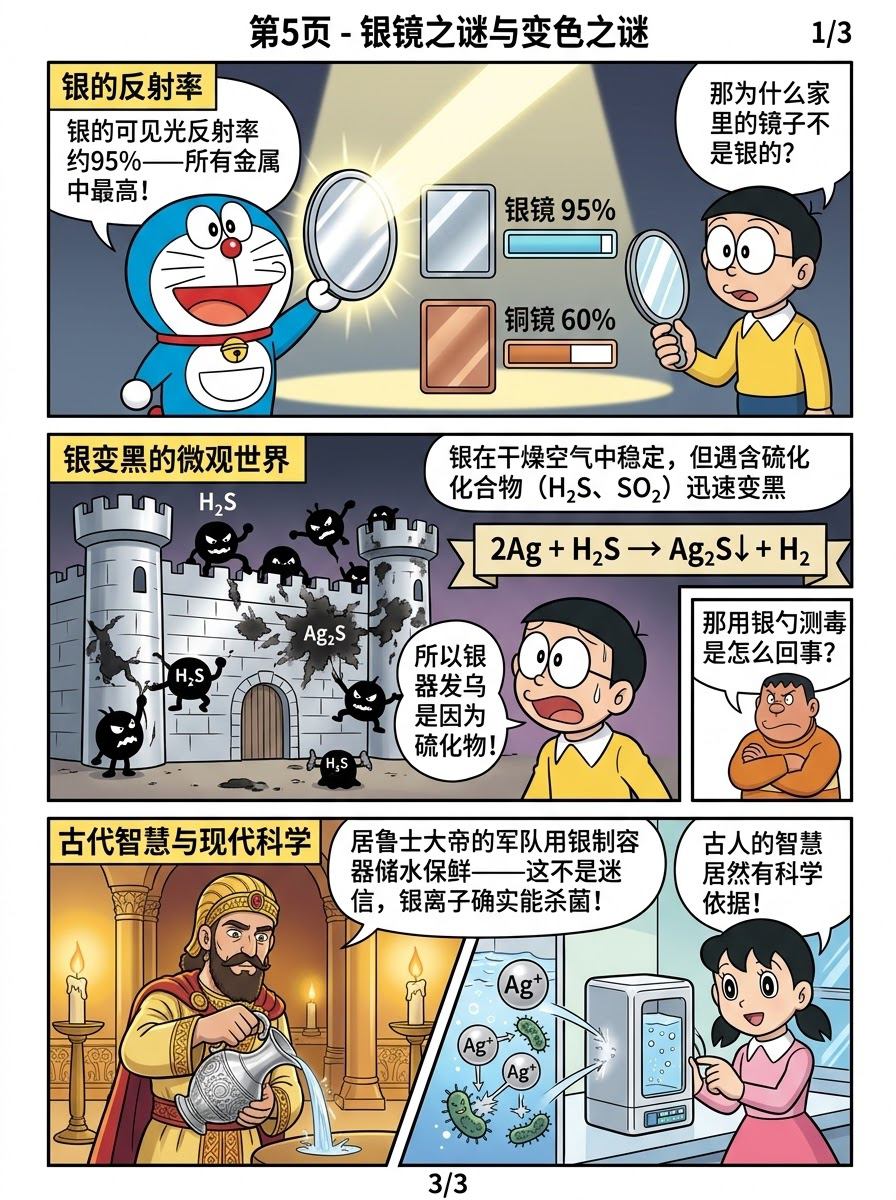 第5页 - 银镜之谜与变色之谜
1/3
银的反射率
银的可见光反射率
约95%——所有金属
中最高！
那为什么家
里的镜子不
是银的？
银镜 95%
铜镜 60%
银变黑的微观世界
银在干燥空气中稳定，但遇含硫化
化合物（H₂S、SO₂）迅速变黑
H₂S
2Ag + H₂S → Ag₂S↓ + H₂
Ag₂S
H₂S
H₅S
所以银
器发乌
是因为
硫化物！
那用银勺测毒
是怎么回事？
古代智慧与现代科学
居鲁士大帝的军队用银制容
器储水保鲜——这不是迷
信，银离子确实能杀菌！
古人的智慧
居然有科学
依据！
Ag⁺
Ag⁺
Ag⁺
3/3